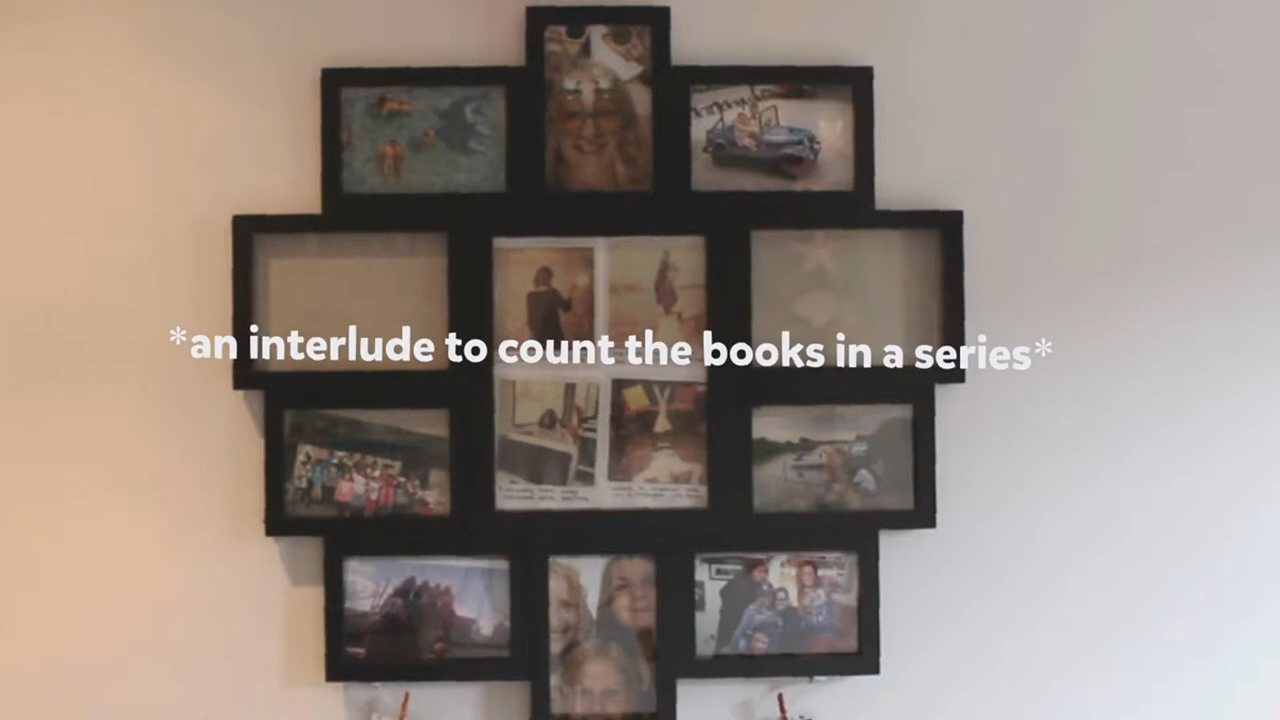 *an interlude to count the books in a series*